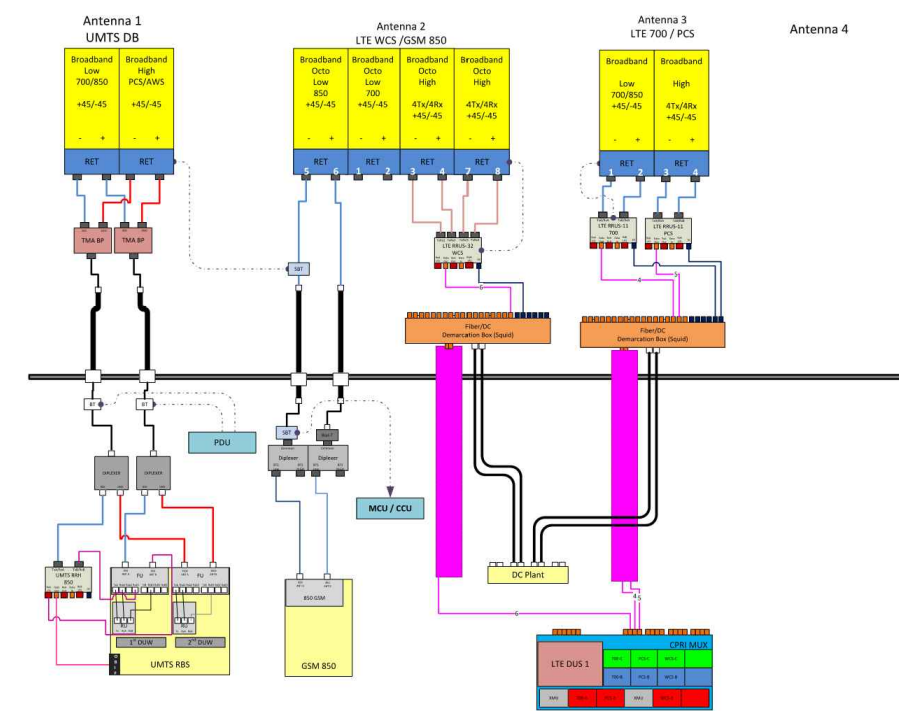 Antenna 1
UMTS DB
Antenna 2
LTE WCS /GSM 850
Antenna 3
LTE 700 / PCS
Antenna 4
Broadband
Low
700/850
+45/-45
- +
Broadband
High
PCS/AWS
+45/-45
- +
RET
RET
Broadband
Octo
Low
850
+45/-45
- +
Broadband
Octo
Low
700
+45/-45
Broadband
Octo
High
4Tx/4Rx
+45/-45
Broadband
Octo
High
4Tx/4Rx
+45/-45
- +
RET
RET
5 6 1 2 3 4 7 8
Broadband
Low
700/850
+45/-45
- +
Broadband
High
4Tx/4Rx
+45/-45
- +
RET
RET
1 2 3 4
TMA BP
TMA BP
SBT
LTE RRUS-32
WCS
LTE RRUS-11
700
LTE RRUS-11
PCS
6
4
5
Fiber/DC
Demarcation Box (Squid)
Fiber/DC
Demarcation Box (Squid)
BT
BT
PDU
SBT
Diplexer
Diplexer
MCU / CCU
DIPLEXER
DIPLEXER
UMTS RRH
850
FU
FU
RU
RU
1st DUW
2nd DUW
UMTS RBS
850 GSM
GSM 850
DC Plant
6
4
5
CPRI MUX
LTE DUS 1
700-B
PCS-B
WCS-B
XMU
XMU